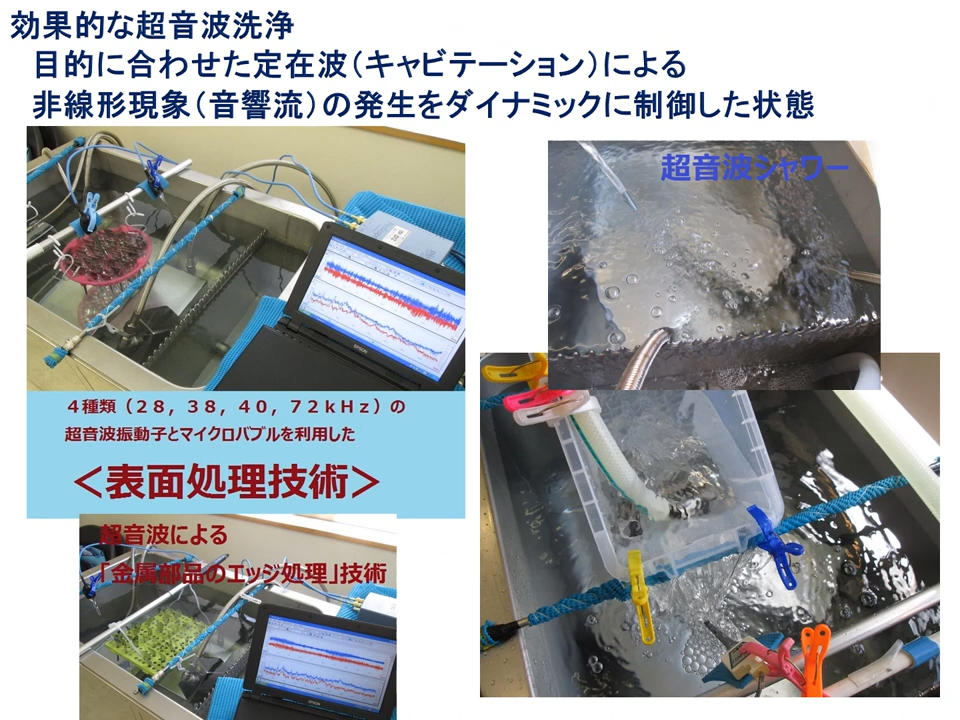 効果的な超音波洗浄
目的に合わせた定在波（キャビテーション）による
非線形現象（音響流）の発生をダイナミックに制御した状態
超音波シャワー
EPSON
４種類（２８，３８，４０，７２ｋＨｚ）の
超音波振動子とマイクロバブルを利用した
＜表面処理技術＞
超音波による
「金属部品のエッジ処理」技術
EPSON